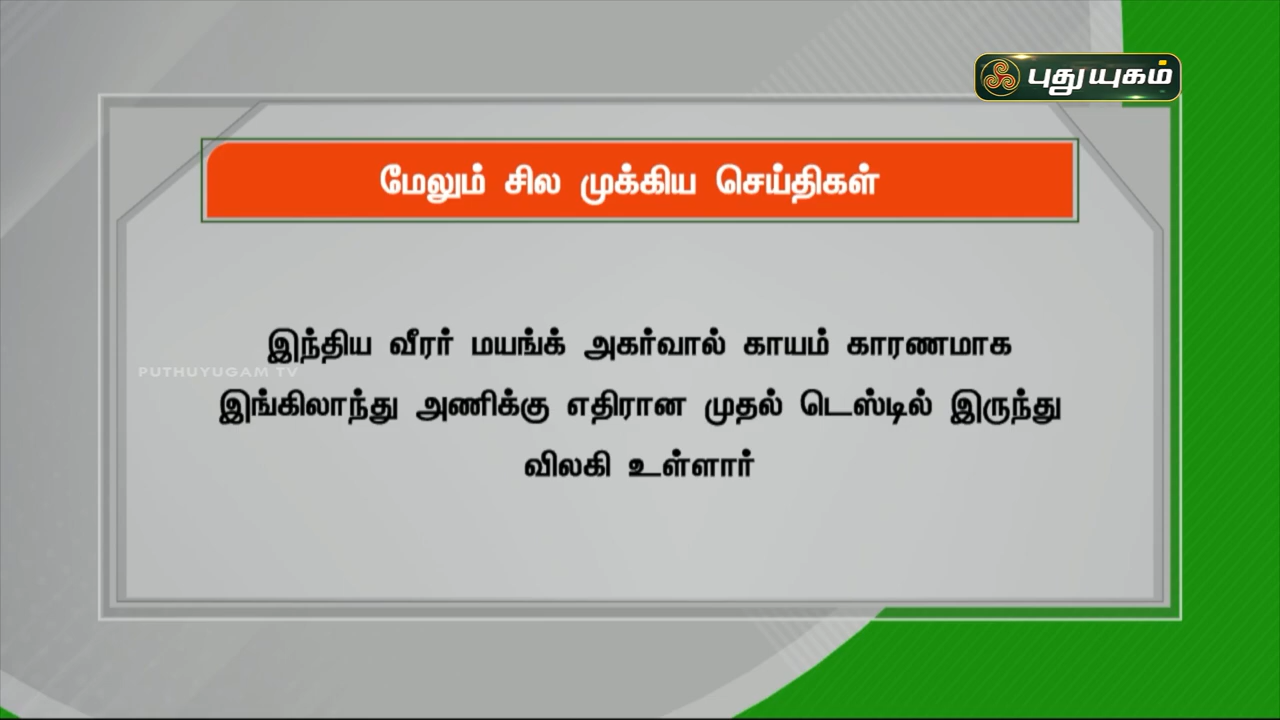 புதுயுகம்
மேலும் சில முக்கிய செய்திகள்
இந்திய வீரர் மயங்க் அகர்வால் காயம் காரணமாக
PUTHUYUGAM TV
இங்கிலாந்து அணிக்கு எதிரான முதல் டெஸ்டில் இருந்து
விலகி உள்ளார்